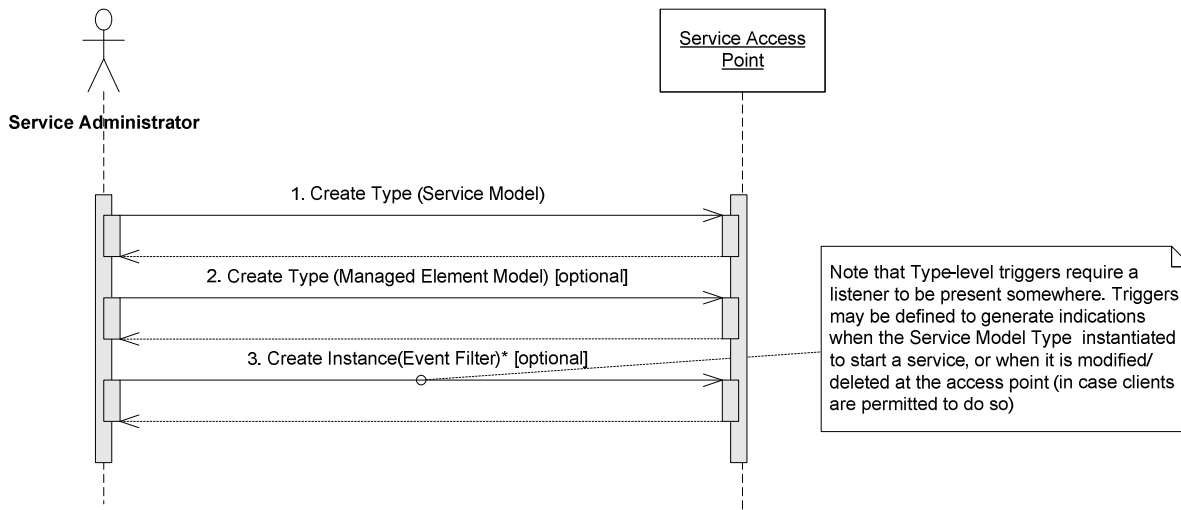 Service Access
Point
Service Administrator
1. Create Type (Service Model)
2. Create Type (Managed Element Model) [optional]
3. Create Instance(Event Filter)* [optional]
Note that Type-level triggers require a
listener to be present somewhere. Triggers
may be defined to generate indications
when the Service Model Type instantiated
to start a service, or when it is modified/
deleted at the access point (in case clients
are permitted to do so)